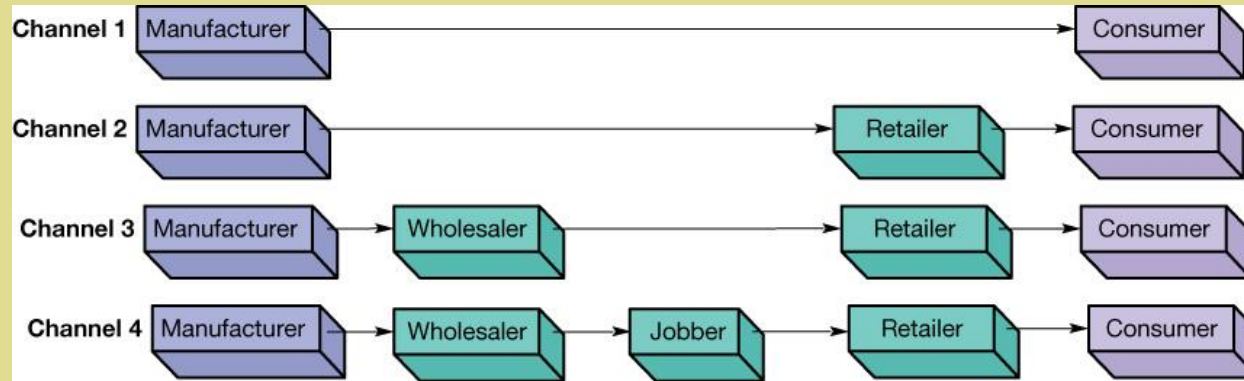 Channel 1 Manufacturer Consumer
Channel 2 Manufacturer Retailer Consumer
Channel 3 Manufacturer Wholesaler Retailer Consumer
Channel 4 Manufacturer Wholesaler Jobber Retailer Consumer